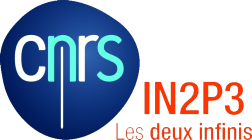 cnrs
IN2P3
Les deux infinis